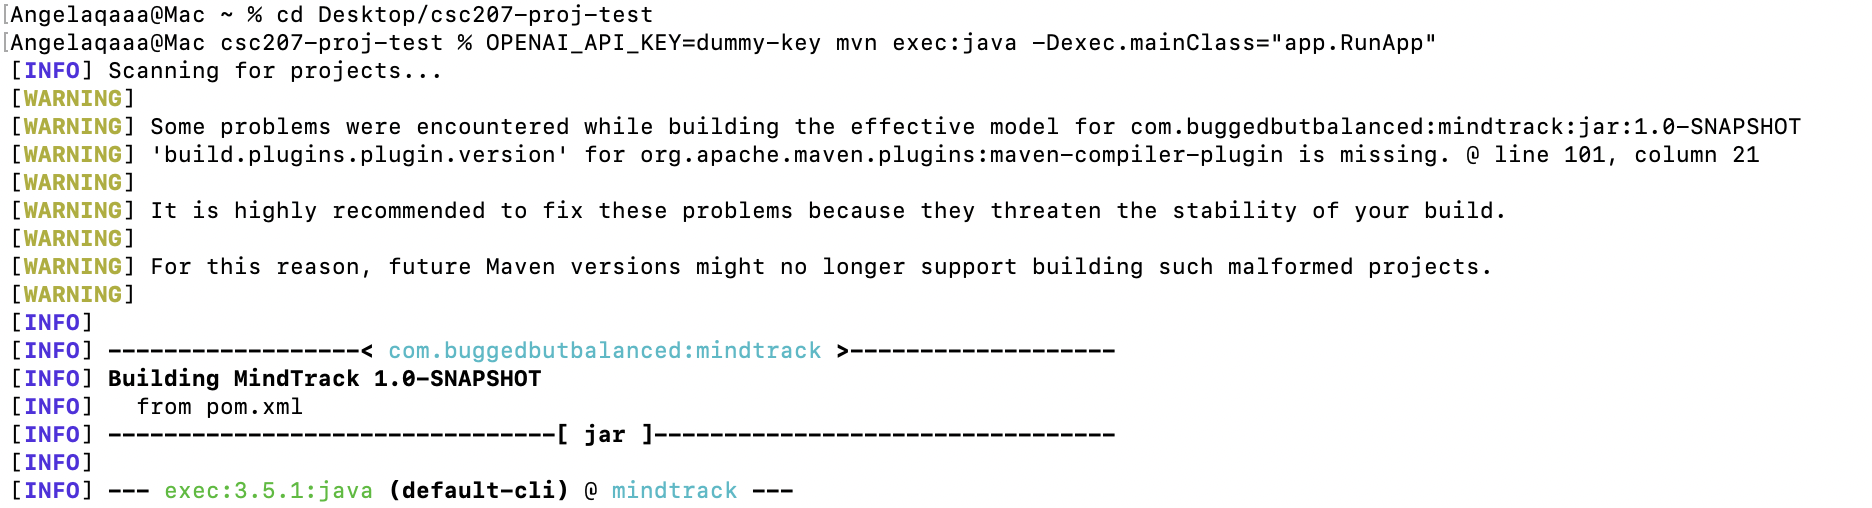 [Angelaqaaa@Mac ~ % cd Desktop/csc207-proj-test
[Angelaqaaa@Mac csc207-proj-test % OPENAI_API_KEY=dummy-key mvn exec:java -Dexec.mainClass="app.RunApp"
[INFO] Scanning for projects...
[WARNING]
[WARNING] Some problems were encountered while building the effective model for com.buggedbutbalanced:mindtrack:jar:1.0-SNAPSHOT
[WARNING] 'build.plugins.plugin.version' for org.apache.maven.plugins:maven-compiler-plugin is missing. @ line 101, column 21
[WARNING]
[WARNING] It is highly recommended to fix these problems because they threaten the stability of your build.
[WARNING]
[WARNING] For this reason, future Maven versions might no longer support building such malformed projects.
[WARNING]
[INFO]
[INFO] ------------------< com.buggedbutbalanced:mindtrack >-------------------
[INFO] Building MindTrack 1.0-SNAPSHOT
[INFO]   from pom.xml
[INFO] --------------------------------[ jar ]---------------------------------
[INFO]
[INFO] --- exec:3.5.1:java (default-cli) @ mindtrack ---